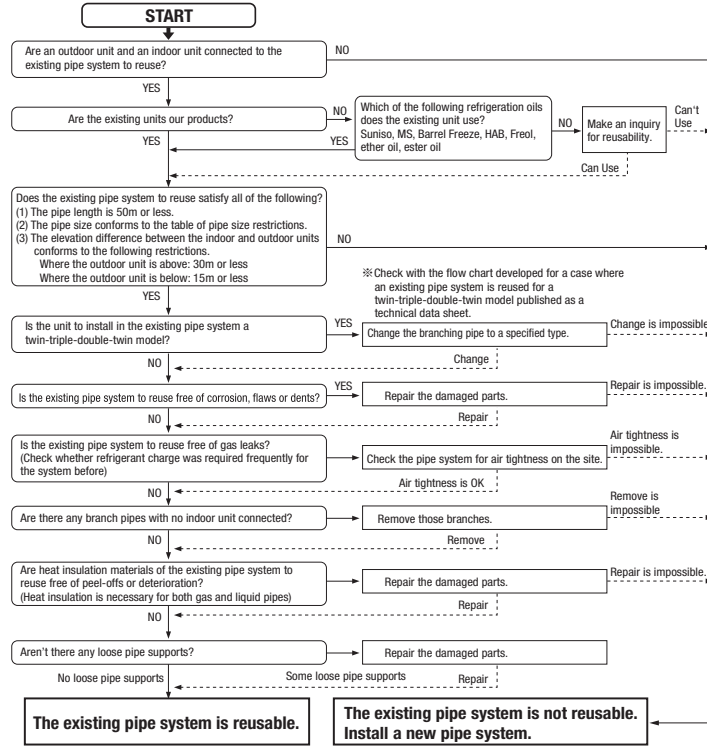 START
Are an outdoor unit and an indoor unit connected to the
existing pipe system to reuse?
NO
YES
Are the existing units our products?
NO
YES
Which of the following refrigeration oils
does the existing unit use?
Suniso, MS, Barrel Freeze, HAB, Freol,
ether oil, ester oil
NO
Make an inquiry
for reusability.
Can't
Use
YES
Can Use
Does the existing pipe system to reuse satisfy all of the following?
(1) The pipe length is 50m or less.
(2) The pipe size conforms to the table of pipe size restrictions.
(3) The elevation difference between the indoor and outdoor units
conforms to the following restrictions.
Where the outdoor unit is above: 30m or less
Where the outdoor unit is below: 15m or less
NO
YES
※Check with the flow chart developed for a case where
an existing pipe system is reused for a
twin-triple-double-twin model published as a
technical data sheet.
Is the unit to install in the existing pipe system a
twin-triple-double-twin model?
YES
Change the branching pipe to a specified type.
Change is impossible.
NO
Change
Is the existing pipe system to reuse free of corrosion, flaws or dents?
YES
Repair the damaged parts.
Repair is impossible.
NO
Repair
Is the existing pipe system to reuse free of gas leaks?
(Check whether refrigerant charge was required frequently for
the system before)
Check the pipe system for air tightness on the site.
Air tightness is
impossible.
NO
Air tightness is OK
Are there any branch pipes with no indoor unit connected?
Remove those branches.
Remove is
impossible
NO
Remove
Are heat insulation materials of the existing pipe system to
reuse free of peel-offs or deterioration?
(Heat insulation is necessary for both gas and liquid pipes)
Repair the damaged parts.
Repair is impossible.
NO
Repair
Aren't there any loose pipe supports?
Repair the damaged parts.
No loose pipe supports
Some loose pipe supports
Repair
The existing pipe system is reusable.
The existing pipe system is not reusable.
Install a new pipe system.